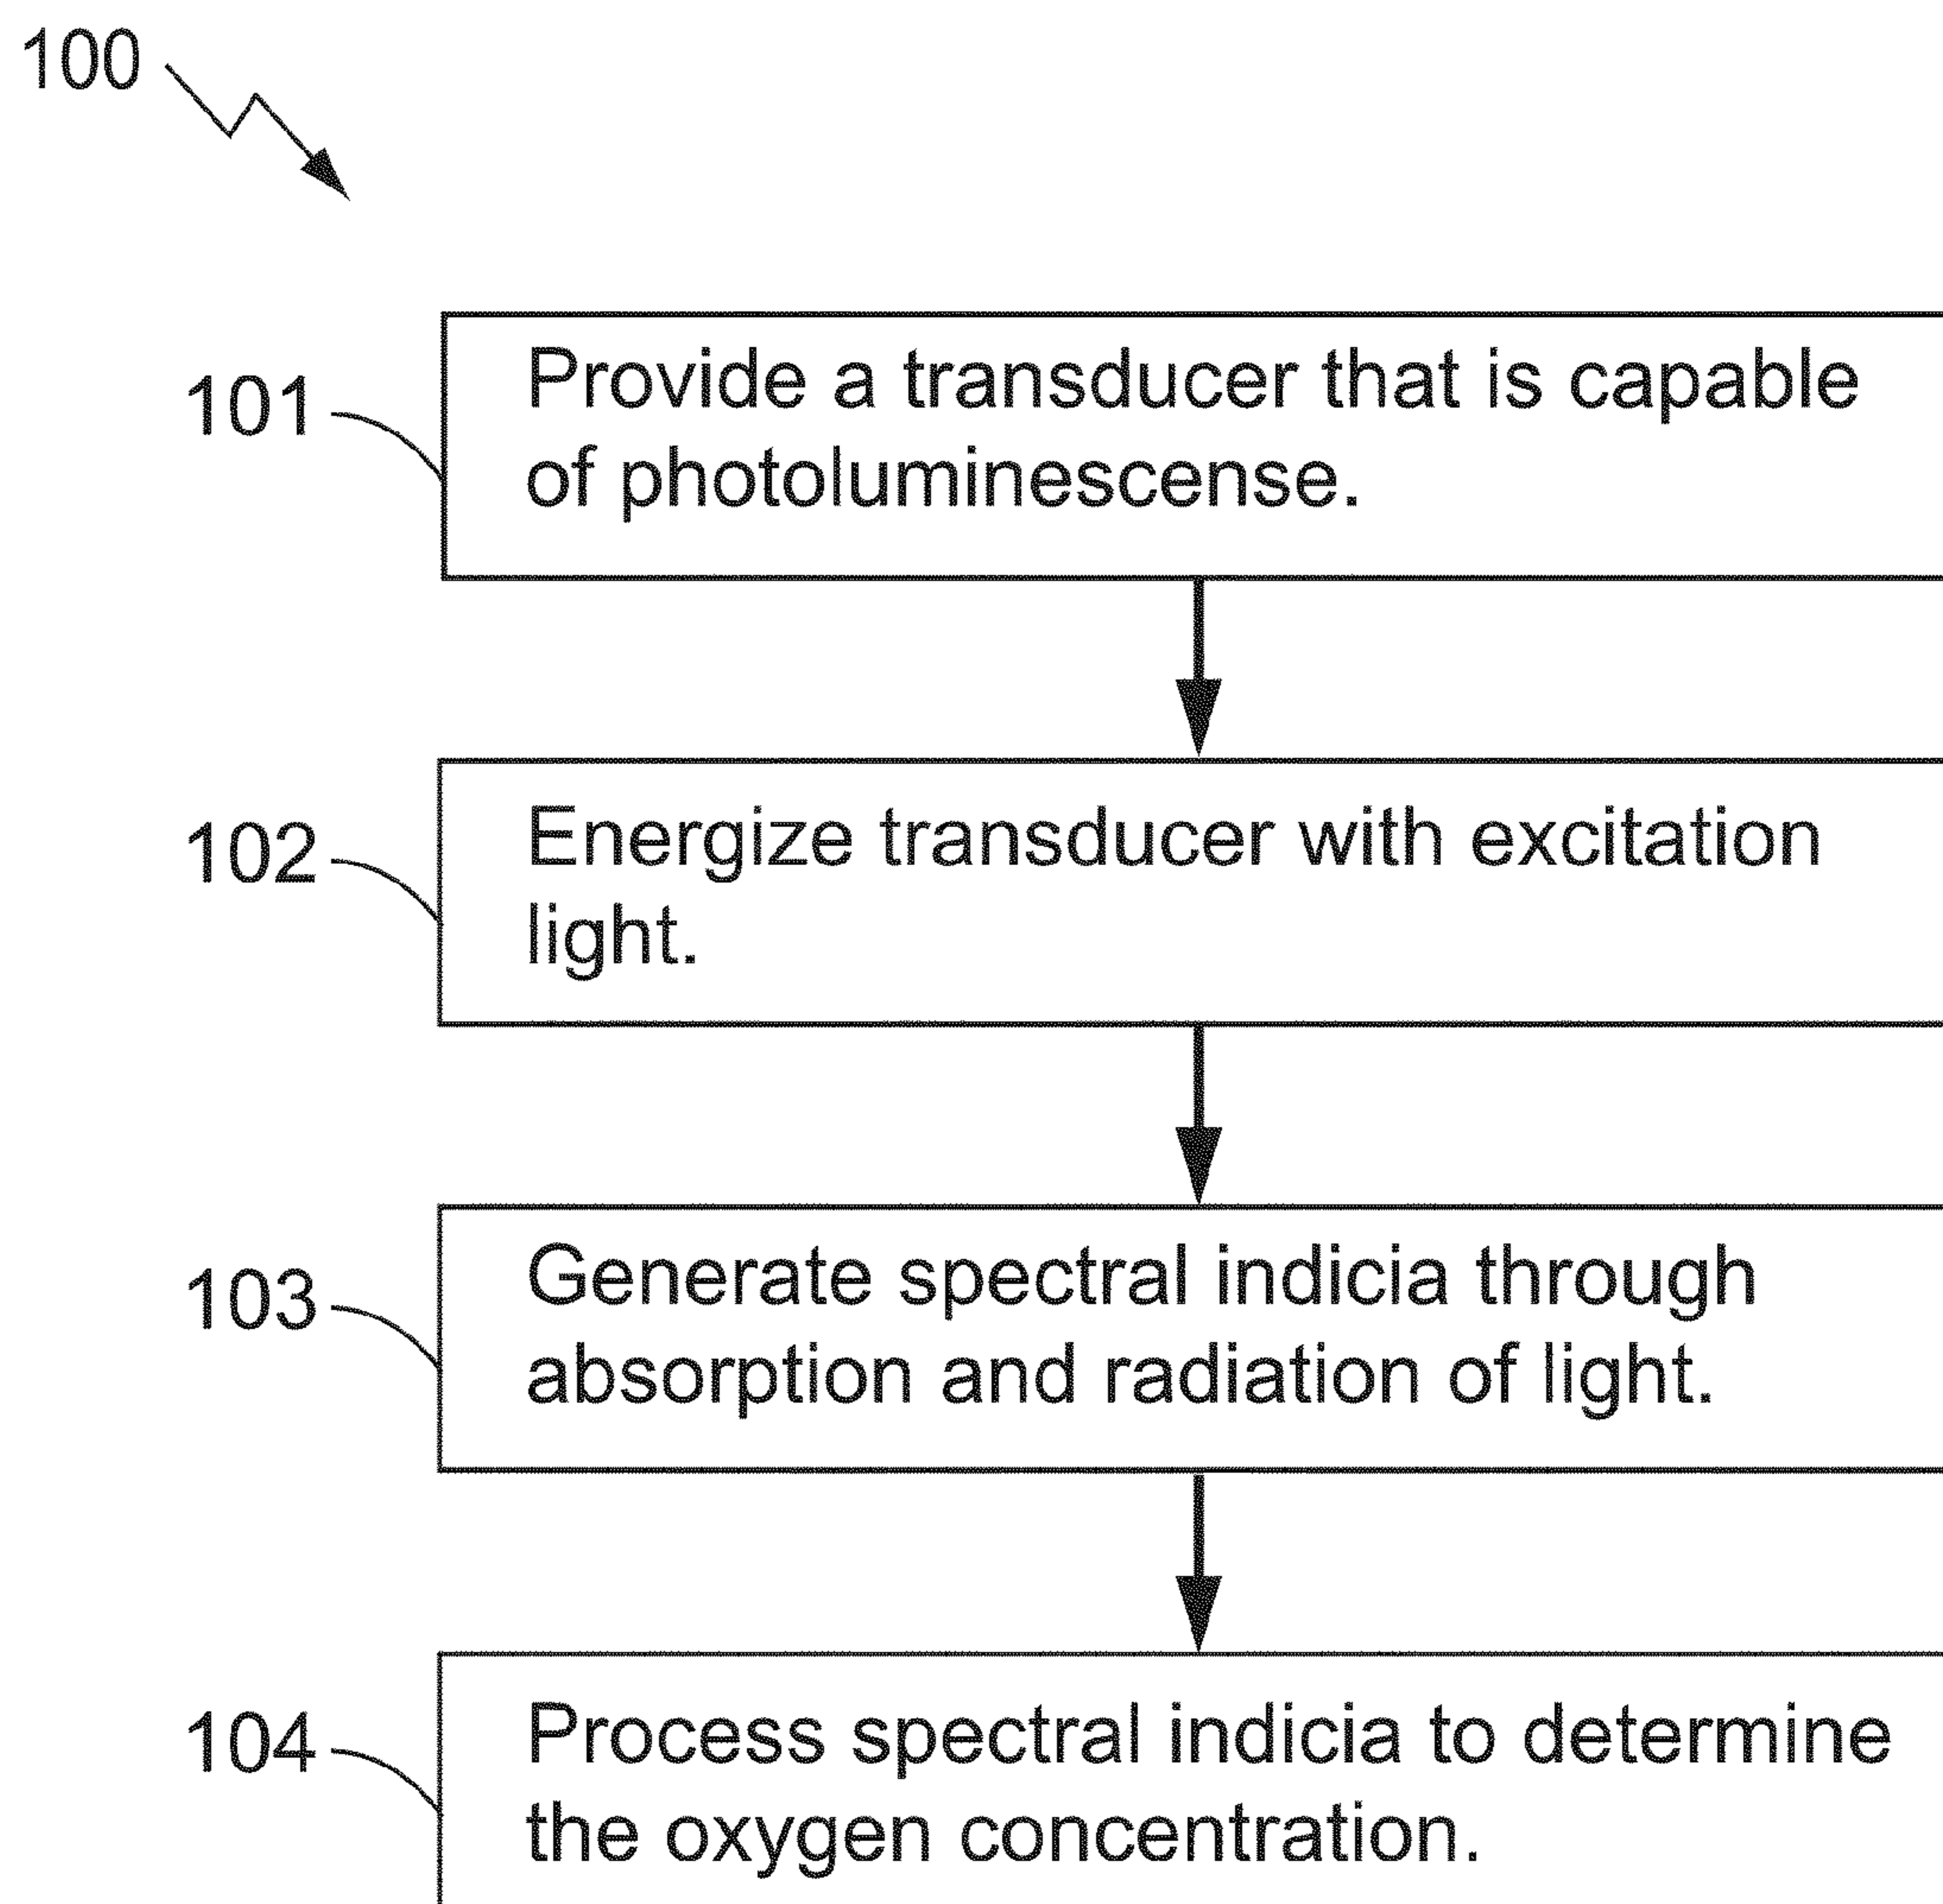 100
101
Provide a transducer that is capable
of photoluminescense.
102
Energize transducer with excitation
light.
103
Generate spectral indicia through
absorption and radiation of light.
104
Process spectral indicia to determine
the oxygen concentration.